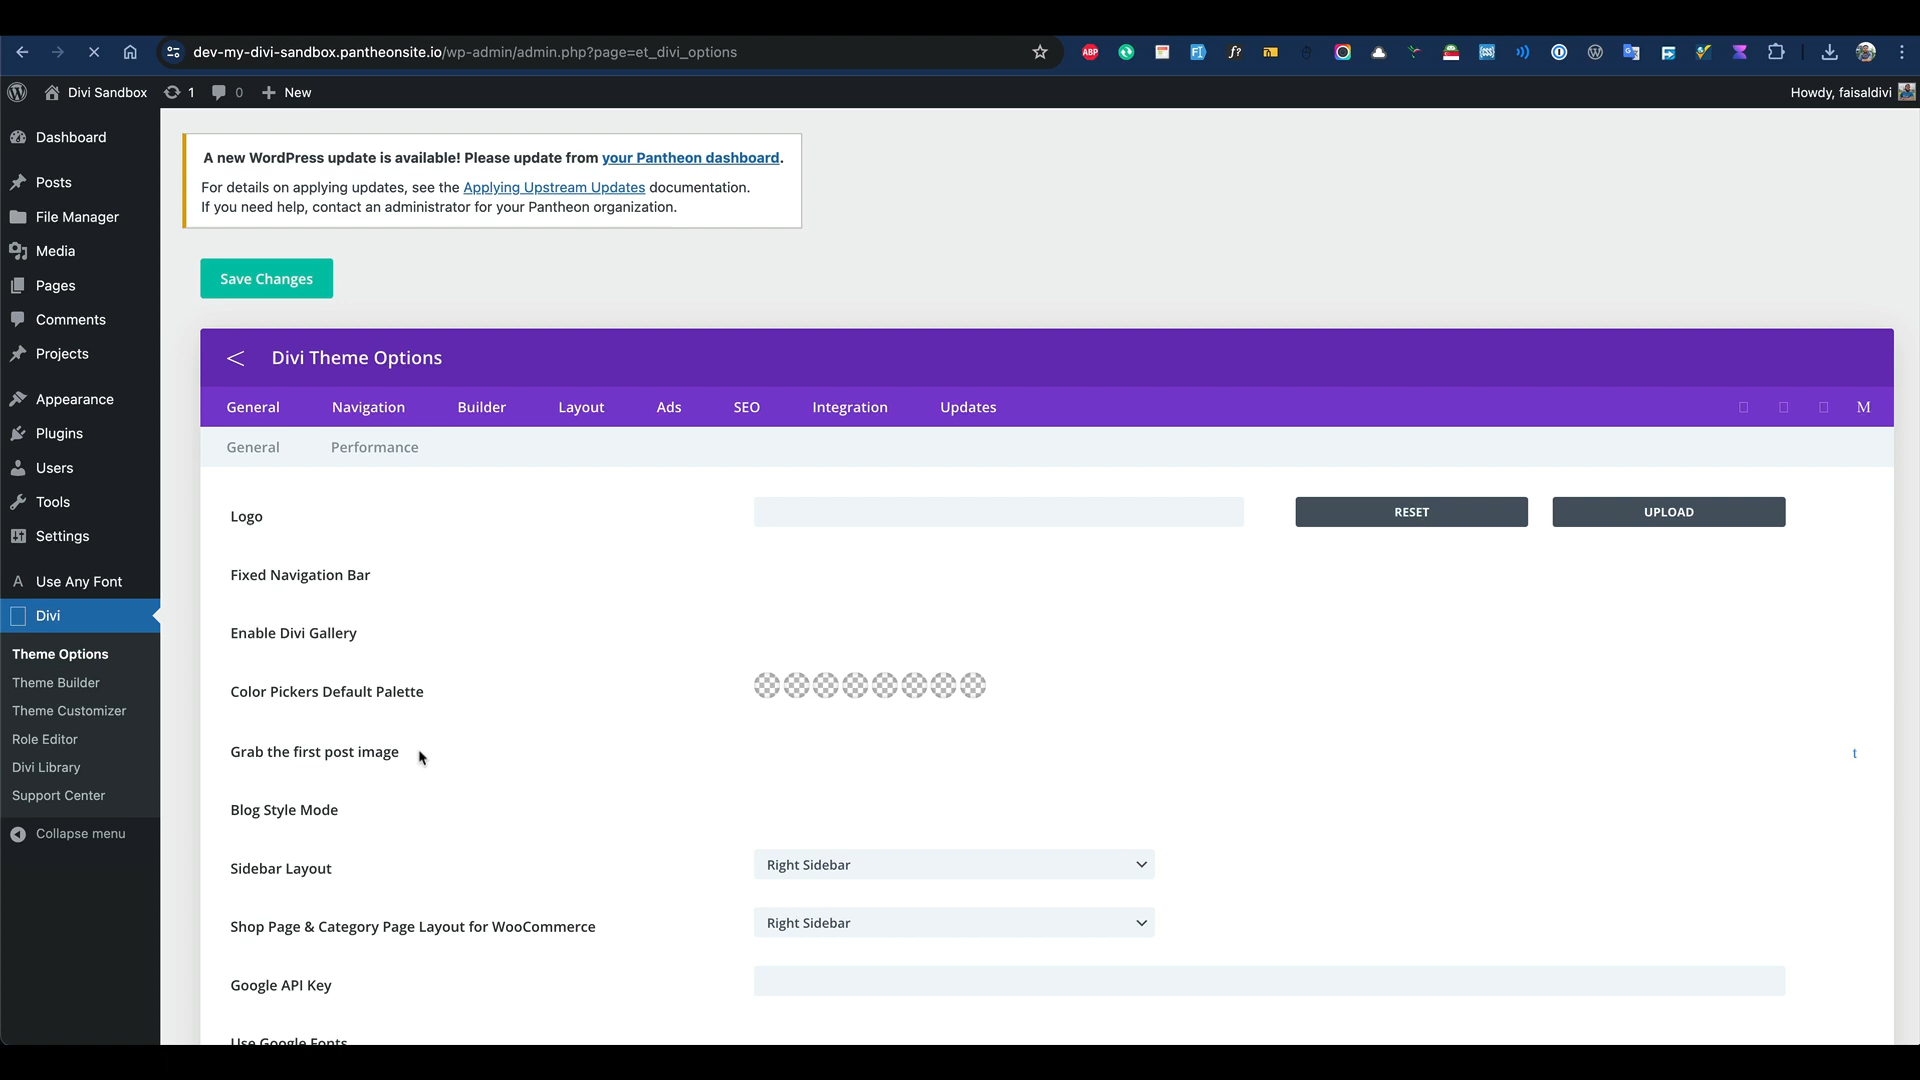 dev-my-divi-sandbox.pantheonsite.io/wp-admin/admin.php?page=et_divi_options
Divi Sandbox 1 0 New Howdy, faisaldivi
Dashboard
Posts
File Manager
Media
Pages
Comments
Projects
Appearance
Plugins
Users
Tools
Settings
Use Any Font
Divi
Theme Options
Theme Builder
Theme Customizer
Role Editor
Divi Library
Support Center
Collapse menu
A new WordPress update is available! Please update from your Pantheon dashboard.
For details on applying updates, see the Applying Upstream Updates documentation.
If you need help, contact an administrator for your Pantheon organization.
Save Changes
< Divi Theme Options
General Navigation Builder Layout Ads SEO Integration Updates M
General Performance
Logo RESET UPLOAD
Fixed Navigation Bar
Enable Divi Gallery
Color Pickers Default Palette
Grab the first post image t
Blog Style Mode
Sidebar Layout Right Sidebar
Shop Page & Category Page Layout for WooCommerce Right Sidebar
Google API Key
Use Google Fonts